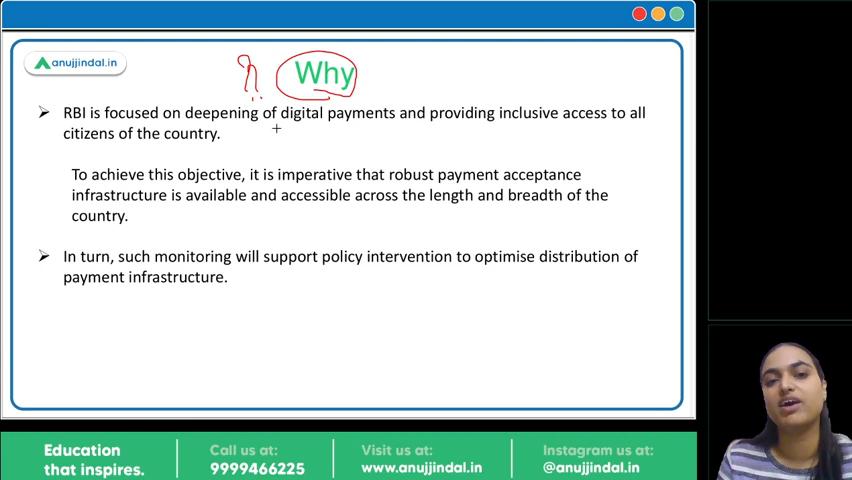 anujjindal.in
Why
RBI is focused on deepening of digital payments and providing inclusive access to all
citizens of the country.
To achieve this objective, it is imperative that robust payment acceptance
infrastructure is available and accessible across the length and breadth of the
country.
In turn, such monitoring will support policy intervention to optimise distribution of
payment infrastructure.
Education
that inspires.
Call us at:
9999466225
Visit us at:
www.anujjindal.in
Instagram us at:
@anujjindal.in